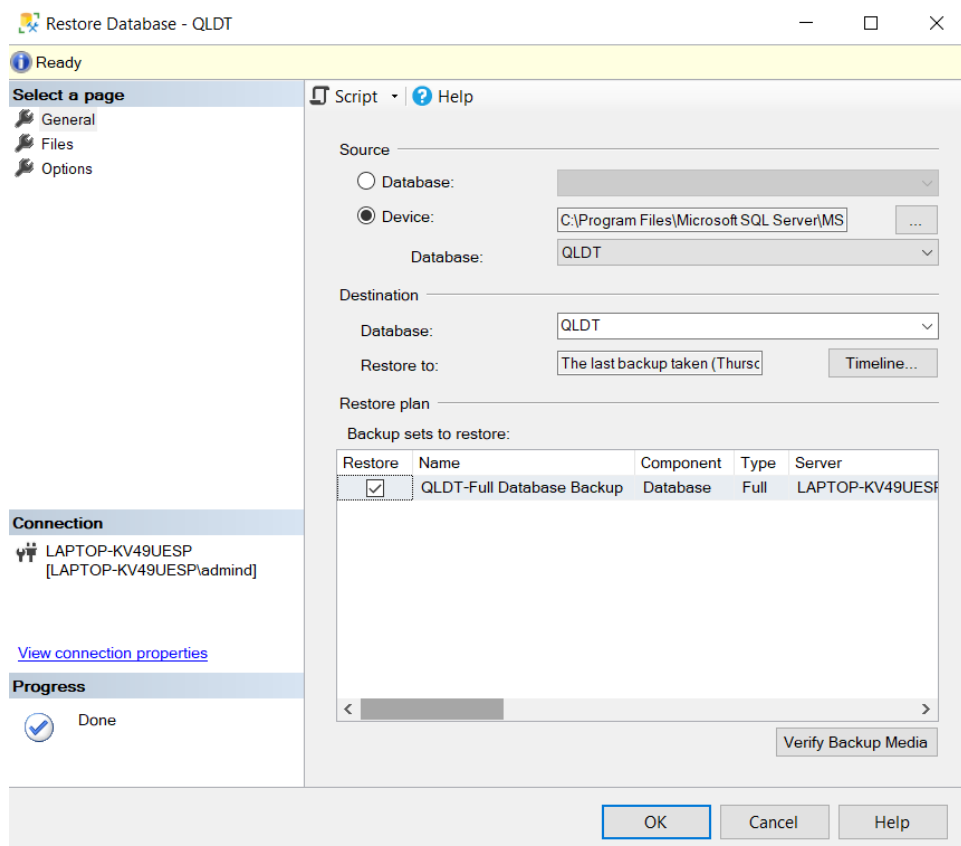 Restore Database - QLDT
Ready
Select a page
General
Files
Options
Script
Help
Source
Database:
Device:
C:\Program Files\Microsoft SQL Server\MS
...
Database:
QLDT
Destination
Database:
QLDT
Restore to:
The last backup taken (Thursd
Timeline...
Restore plan
Backup sets to restore:
Restore Name Component Type Server
QLDT-Full Database Backup Database Full LAPTOP-KV49UESP
Connection
LAPTOP-KV49UESP
[LAPTOP-KV49UESP\admind]
View connection properties
Progress
Done
Verify Backup Media
OK Cancel Help